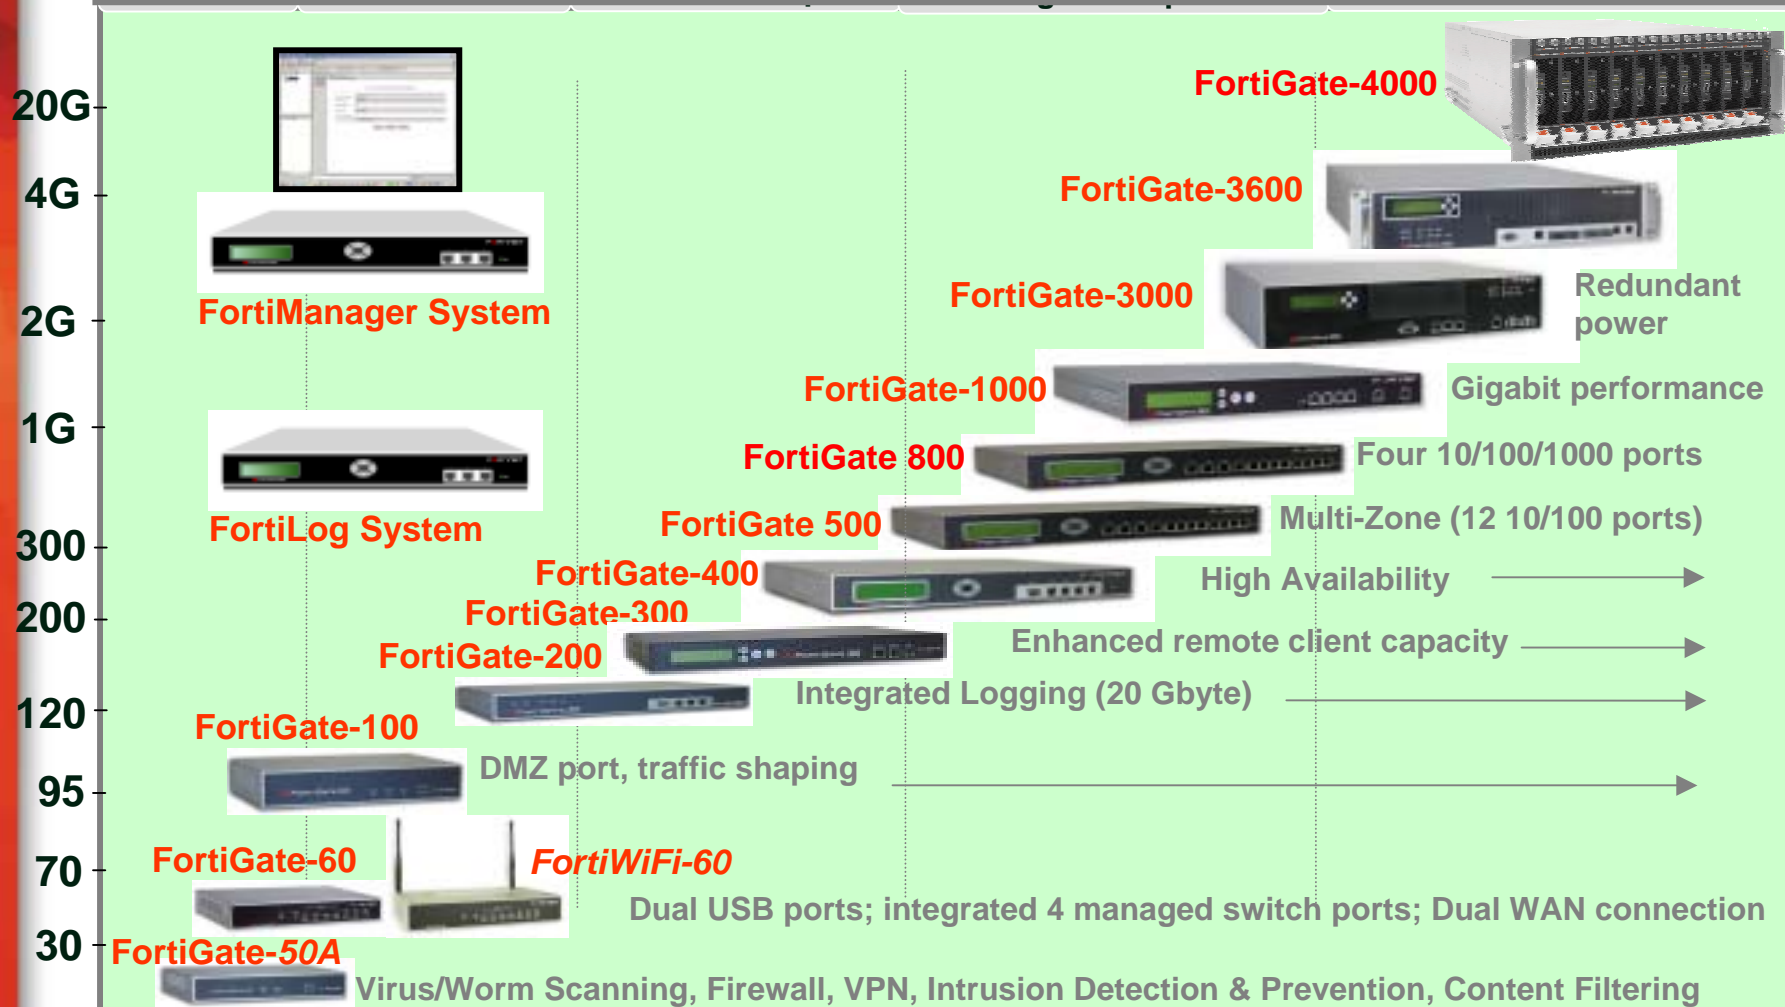 20G
FortiGate-4000
4G
FortiGate-3600
FortiManager System
2G
FortiGate-3000
Redundant
power
FortiGate-1000
Gigabit performance
1G
FortiGate 800
Four 10/100/1000 ports
FortiLog System
FortiGate 500
Multi-Zone (12 10/100 ports)
300
FortiGate-400
High Availability
200
FortiGate-300
Enhanced remote client capacity
FortiGate-200
Integrated Logging (20 Gbyte)
120
FortiGate-100
DMZ port, traffic shaping
95
70
FortiGate-60
FortiWiFi-60
Dual USB ports; integrated 4 managed switch ports; Dual WAN connection
30
FortiGate-50A
Virus/Worm Scanning, Firewall, VPN, Intrusion Detection & Prevention, Content Filtering